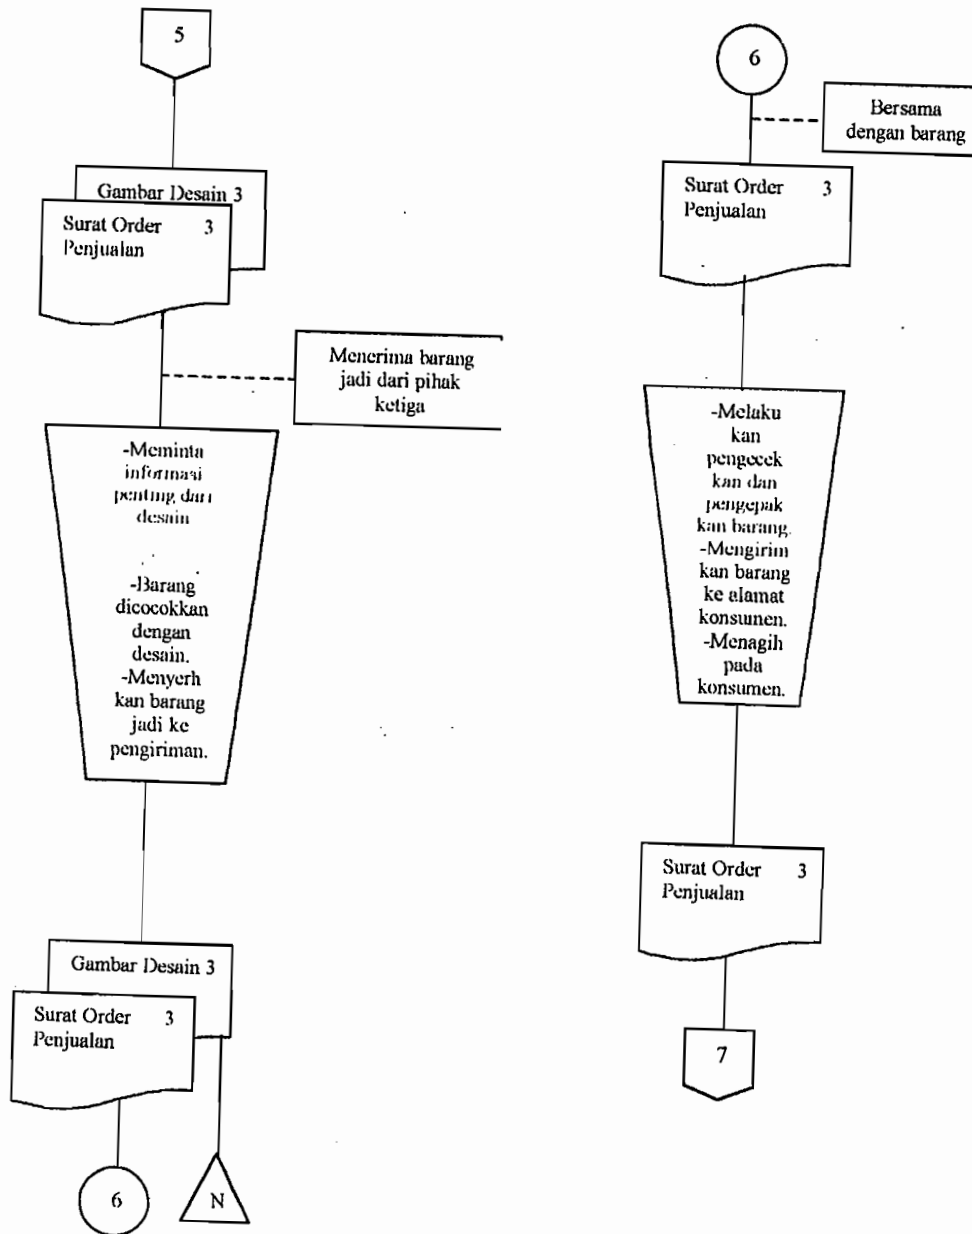 5
Gambar Desain 3
Surat Order 3
Penjualan
Menerima barang
jadi dari pihak
ketiga
-Meminta
informasi
penting dari
desain
-Barang
dicocokkan
dengan
desain.
-Menyerh
kan barang
jadi ke
pengiriman.
Gambar Desain 3
Surat Order 3
Penjualan
6
N
6
Bersama
dengan barang
Surat Order 3
Penjualan
-Melaku
kan
pengecek
kan dan
pengepak
kan barang.
-Mengirim
kan barang
ke alamat
konsumen.
-Menagih
pada
konsumen.
Surat Order 3
Penjualan
7